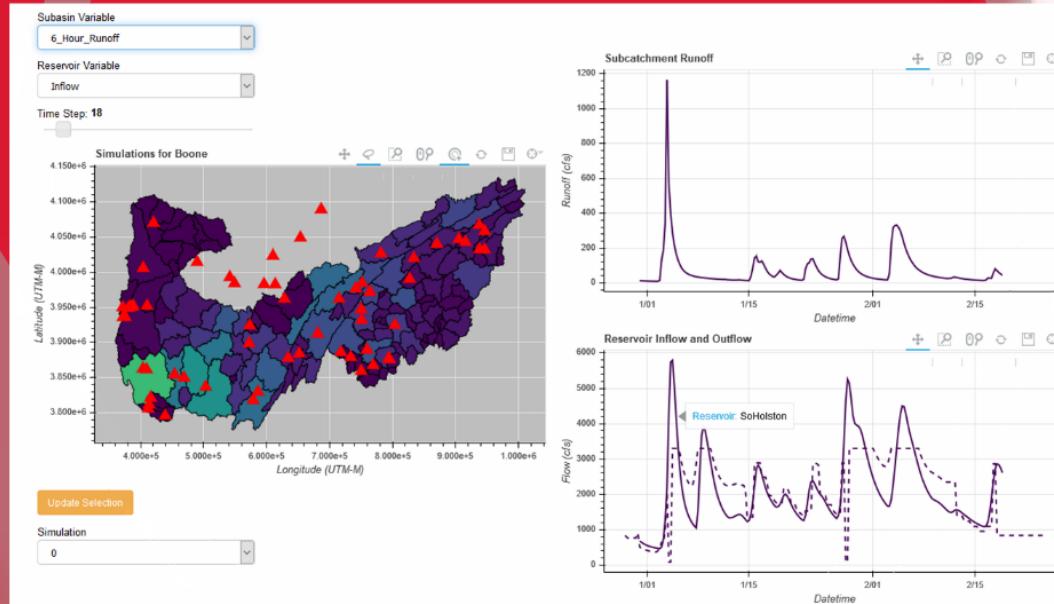 Subasin Variable
6_Hour_Runoff
Reservoir Variable
Inflow
Time Step: 18
Simulations for Boone
4.150e+6
4.100e+6
4.050e+6
4.000e+6
3.950e+6
3.900e+6
3.850e+6
3.800e+6
Latitude (UTM-M)
4.000e+5 5.000e+5 6.000e+5 7.000e+5 8.000e+5 9.000e+5 1.000e+6
Longitude (UTM-M)
Update Selection
Simulation
0
Subcatchment Runoff
1200
1000
800
600
400
200
0
Runoff (cfs)
1/01 1/15 2/01 2/15
Datetime
Reservoir Inflow and Outflow
6000
5000
4000
3000
2000
1000
0
Flow (cfs)
Reservoir: SoHolston
1/01 1/15 2/01 2/15
Datetime